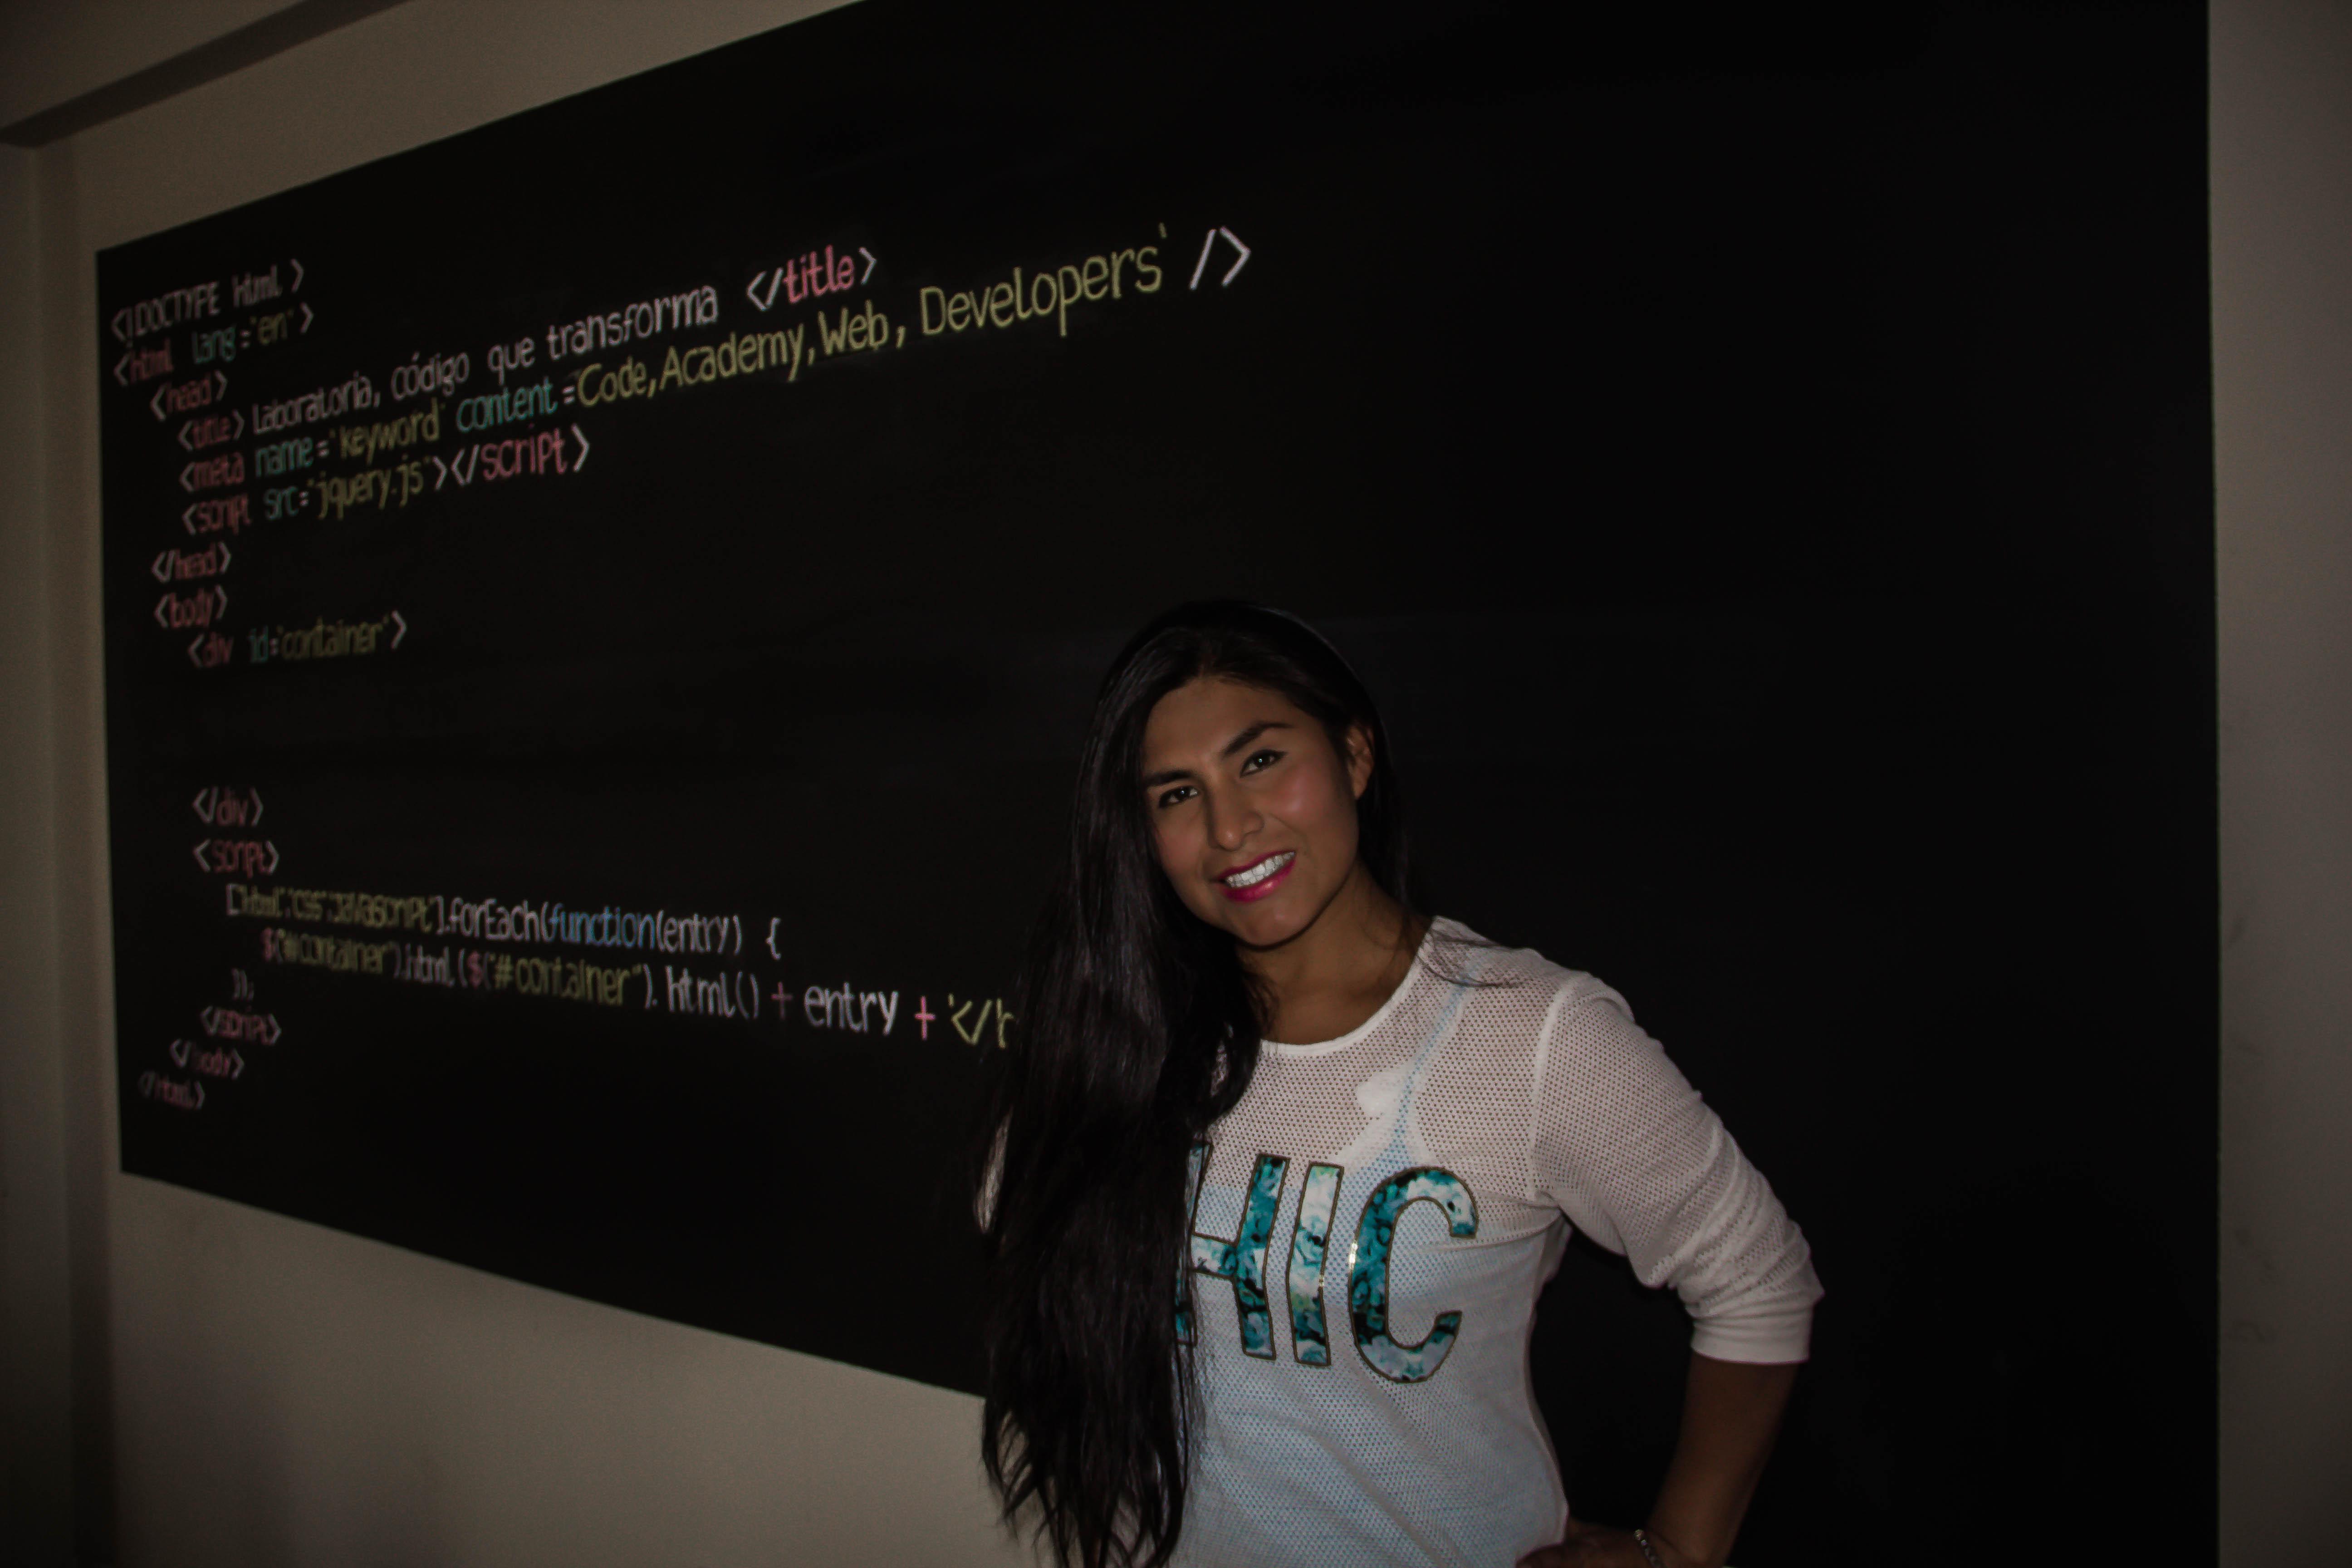 <!DOCTYPE html>
<html lang="en">
<head>
<title> Laboratoria, código que transforma </title>
<meta name="keyword" content="Code, Academy, Web, Developers" />
<script src="jquery.js"></script>
</head>
<body>
<div id="container">
</div>
<script>
["html","css","Javascript"].forEach(function(entry) {
$("#container").html($("#container").html() + entry + '</
});
</script>
</body>
</html>
HIC